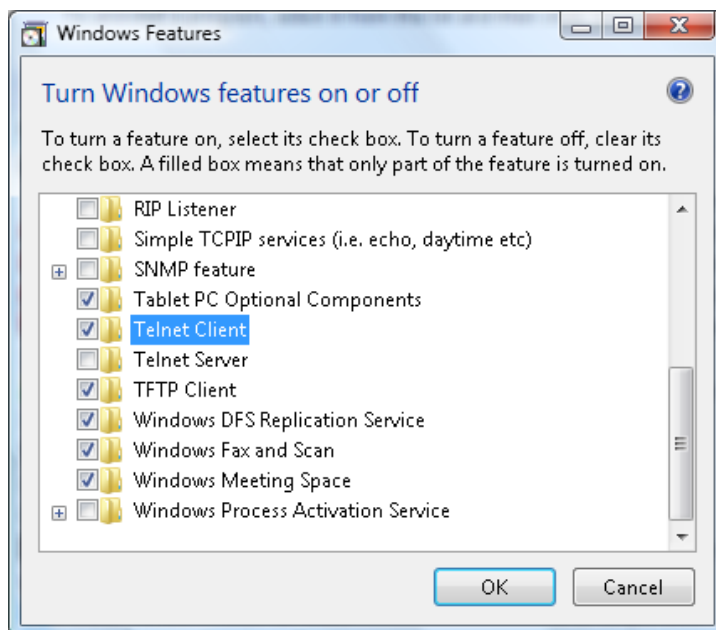 Windows Features
Turn Windows features on or off
To turn a feature on, select its check box. To turn a feature off, clear its
check box. A filled box means that only part of the feature is turned on.
RIP Listener
Simple TCPIP services (i.e. echo, daytime etc)
SNMP feature
Tablet PC Optional Components
Telnet Client
Telnet Server
TFTP Client
Windows DFS Replication Service
Windows Fax and Scan
Windows Meeting Space
Windows Process Activation Service
OK
Cancel